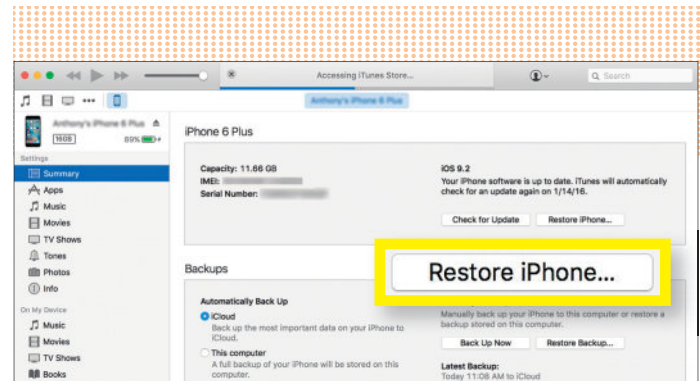 Accessing iTunes Store...
Search
Anthony's iPhone 6 Plus
Anthony's iPhone 6 Plus
16GB 89%
iPhone 6 Plus
Settings
Summary
Apps
Music
Movies
TV Shows
Tones
Photos
Info
On My Device
Music
Movies
TV Shows
Books
Capacity: 11.66 GB
IMEI:
Serial Number:
iOS 9.2
Your iPhone software is up to date. iTunes will automatically
check for an update again on 1/14/16.
Check for Update Restore iPhone...
Restore iPhone...
Backups
Automatically Back Up
iCloud
Back up the most important data on your iPhone to
iCloud.
This computer
A full backup of your iPhone will be stored on this
computer.
Manually back up your iPhone to this computer or restore a
backup stored on this computer.
Back Up Now Restore Backup...
Latest Backup:
Today 11:08 AM to iCloud